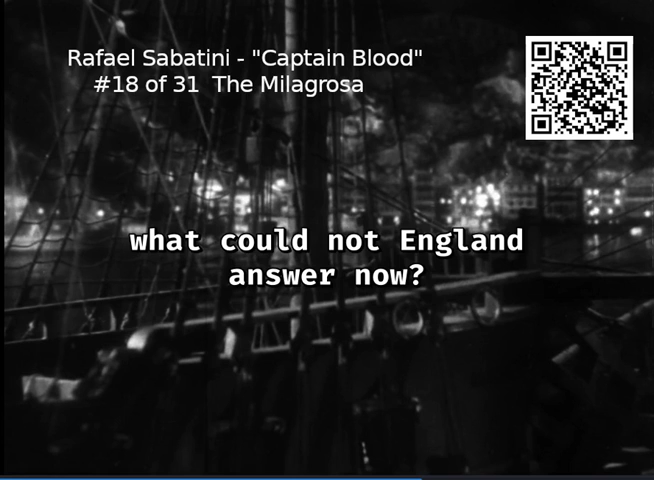 Rafael Sabatini - "Captain Blood"
#18 of 31  The Milagrosa
what could not England
answer now?